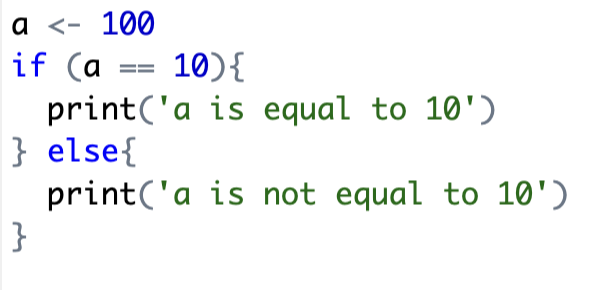 a <- 100
if (a == 10){
  print('a is equal to 10')
} else{
  print('a is not equal to 10')
}